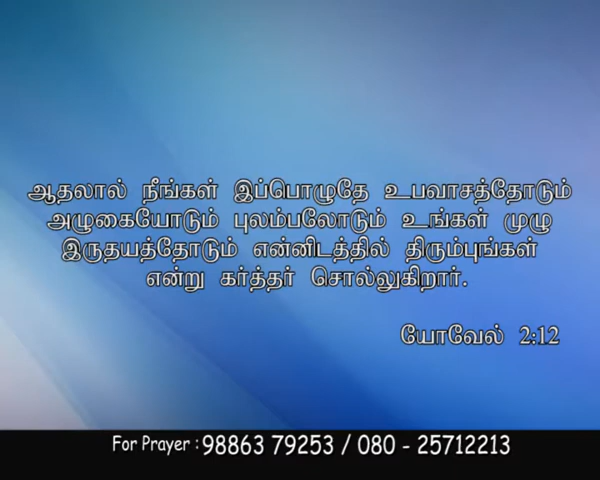 ஆதலால் நீங்கள் இப்பொழுதே உபவாசத்தோடும்
அழுகையோடும் புலம்பலோடும் உங்கள் முழு
இருதயத்தோடும் என்னிடத்தில் திரும்புங்கள்
என்று கர்த்தர் சொல்லுகிறார்.
யோவேல் 2:12
For Prayer : 98863 79253 / 080 - 25712213